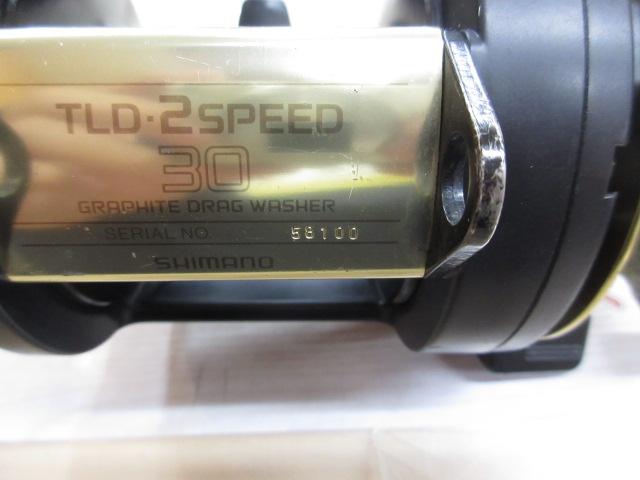 TLD·2SPEED
30
GRAPHITE DRAG WASHER
SERIAL NO. 58100
SHIMANO